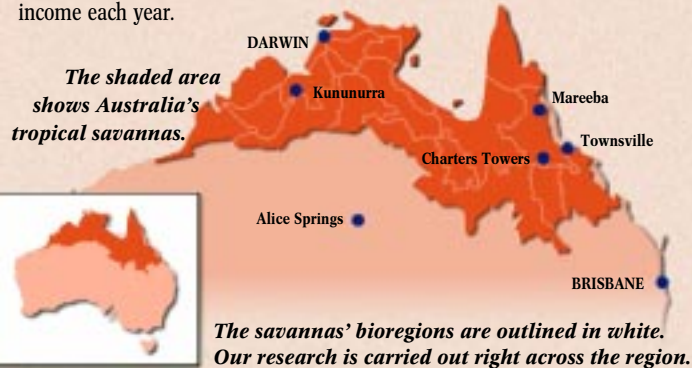 income each year.
DARWIN
The shaded area
shows Australia's
tropical savannas.
Kununurra
Mareeba
Townsville
Charters Towers
Alice Springs
BRISBANE
The savannas' bioregions are outlined in white.
Our research is carried out right across the region.